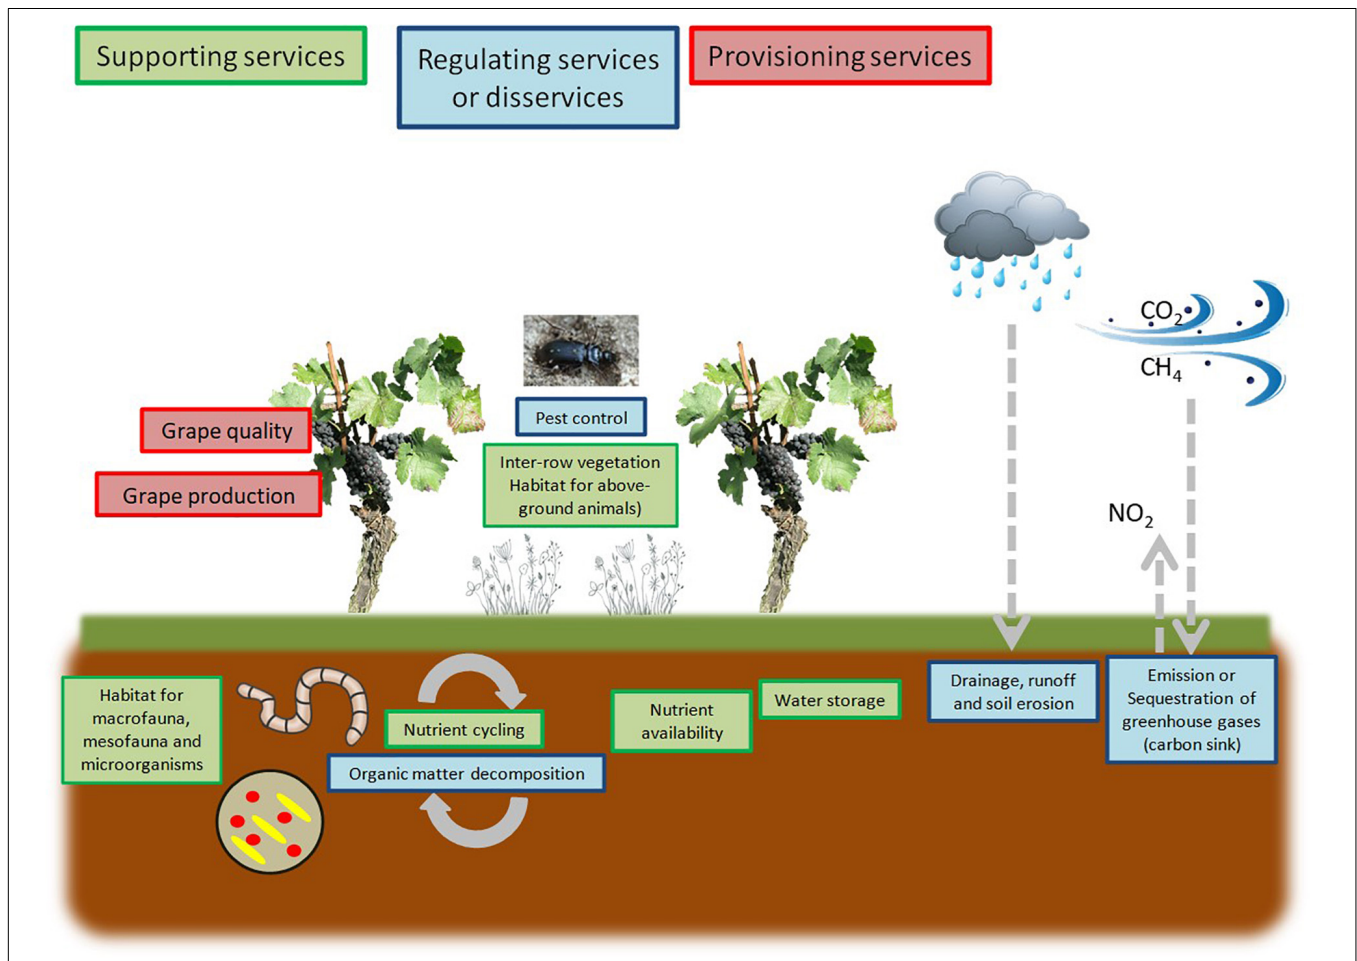 Supporting services
Regulating services
or disservices
Provisioning services
CO₂
CH₄
Pest control
Grape quality
Inter-row vegetation
Habitat for above-
ground animals)
Grape production
NO₂
Habitat for
macrofauna,
mesofauna and
microorganisms
Nutrient cycling
Organic matter decomposition
Nutrient
availability
Water storage
Drainage, runoff
and soil erosion
Emission or
Sequestration of
greenhouse gases
(carbon sink)